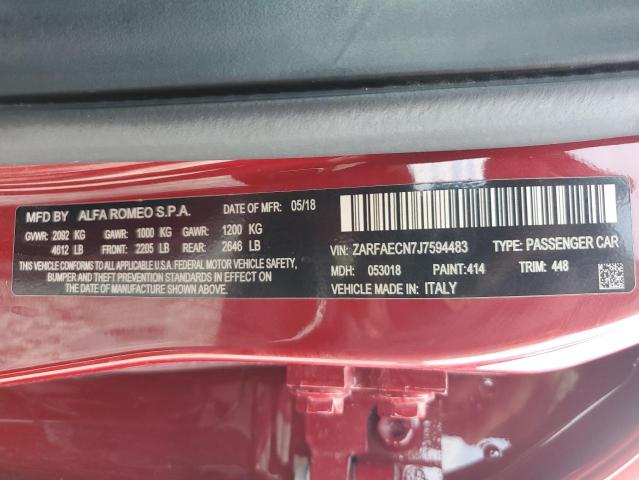 MFD BY ALFA ROMEO S.P.A. DATE OF MFR: 05/18
GVWR: 2092 KG GAWR: 1000 KG GAWR: 1200 KG
4612 LB FRONT: 2205 LB REAR: 2646 LB
THIS VEHICLE CONFORMS TO ALL APPLICABLE U.S.A. FEDERAL MOTOR VEHICLE SAFETY,
BUMPER AND THEFT PREVENTION STANDARDS IN EFFECT ON
THE DATE OF MANUFACTURE SHOWN ABOVE.
VIN: ZARFAECN7J7594483 TYPE: PASSENGER CAR
MDH: 053018 PAINT: 414 TRIM: 448
VEHICLE MADE IN: ITALY